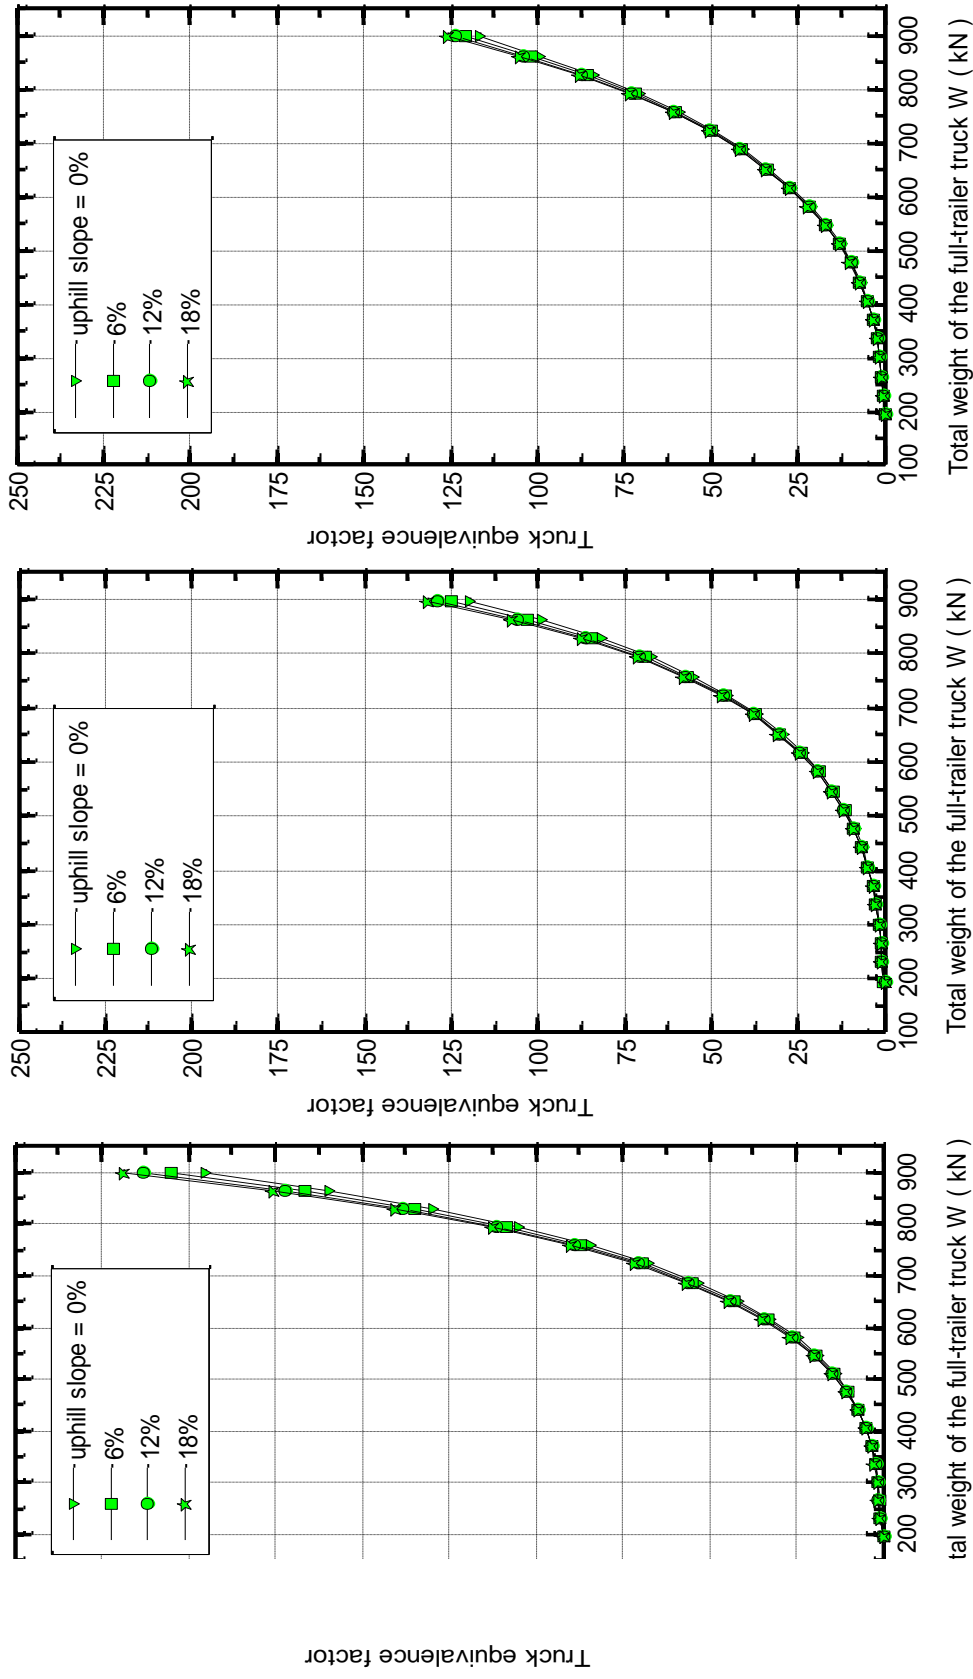 250
225
200
175
150
125
100
75
50
25
0
Truck equivalence factor
100 200 300 400 500 600 700 800 900
Total weight of the full-trailer truck W ( kN )
uphill slope = 0%
6%
12%
18%
250
225
200
175
150
125
100
75
50
25
0
Truck equivalence factor
100 200 300 400 500 600 700 800 900
Total weight of the full-trailer truck W ( kN )
uphill slope = 0%
6%
12%
18%
Truck equivalence factor
200 300 400 500 600 700 800 900
tal weight of the full-trailer truck W ( kN )
uphill slope = 0%
6%
12%
18%